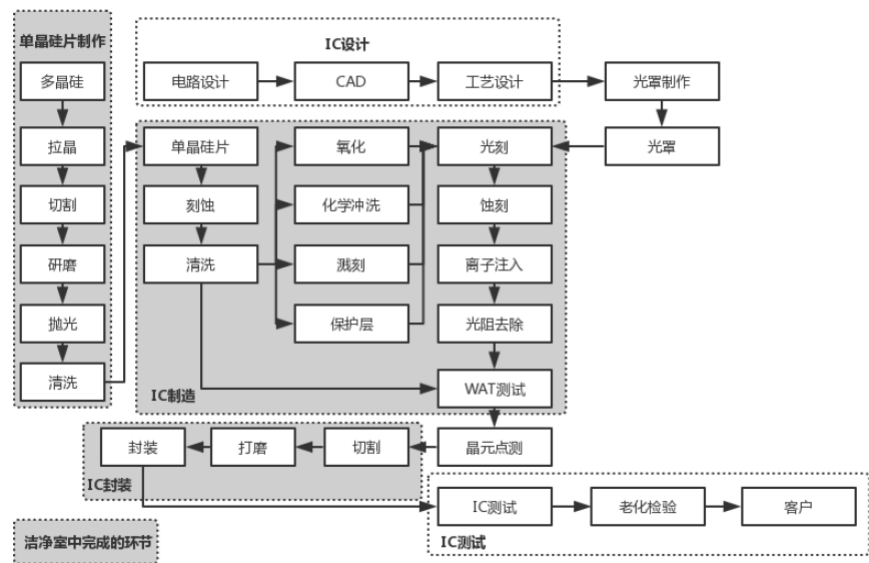 单晶硅片制作
多晶硅
拉晶
切割
研磨
抛光
清洗
IC设计
电路设计
CAD
工艺设计
光罩制作
光罩
单晶硅片
刻蚀
清洗
氧化
化学冲洗
溅刻
保护层
光刻
蚀刻
离子注入
光阻去除
WAT测试
IC制造
晶元点测
切割
打磨
封装
IC封装
IC测试
老化检验
客户
IC测试
洁净室中完成的环节